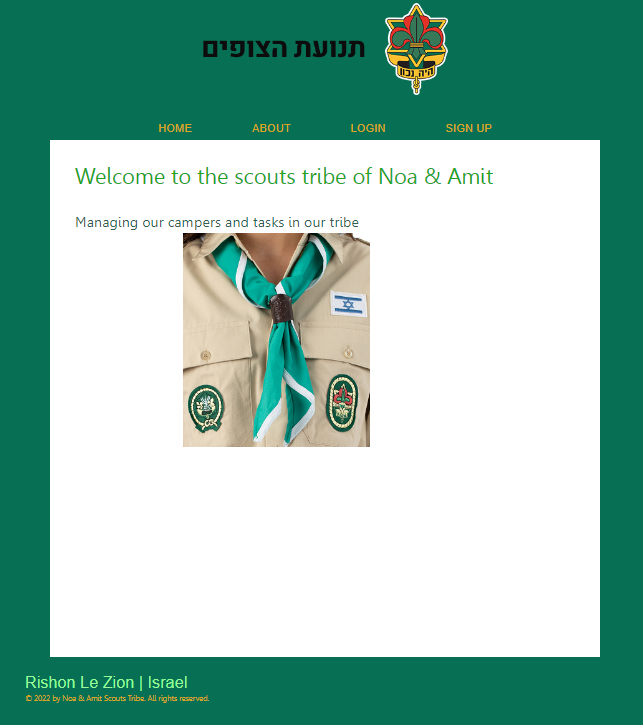 תנועת הצופים
היה נכון
HOME ABOUT LOGIN SIGN UP
Welcome to the scouts tribe of Noa & Amit
Managing our campers and tasks in our tribe
Rishon Le Zion | Israel
© 2022 by Noa & Amit Scouts Tribe. All rights reserved.